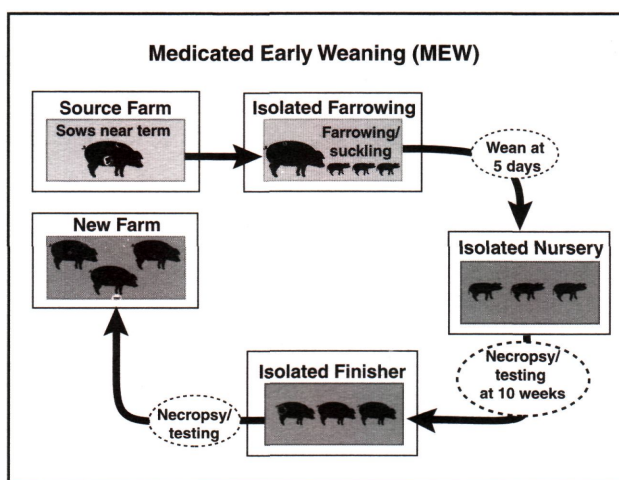 Medicated Early Weaning (MEW)
Source Farm
Sows near term
Isolated Farrowing
Farrowing/
suckling
Wean at
5 days
Isolated Nursery
Necropsy/
testing
at 10 weeks
Isolated Finisher
Necropsy/
testing
New Farm